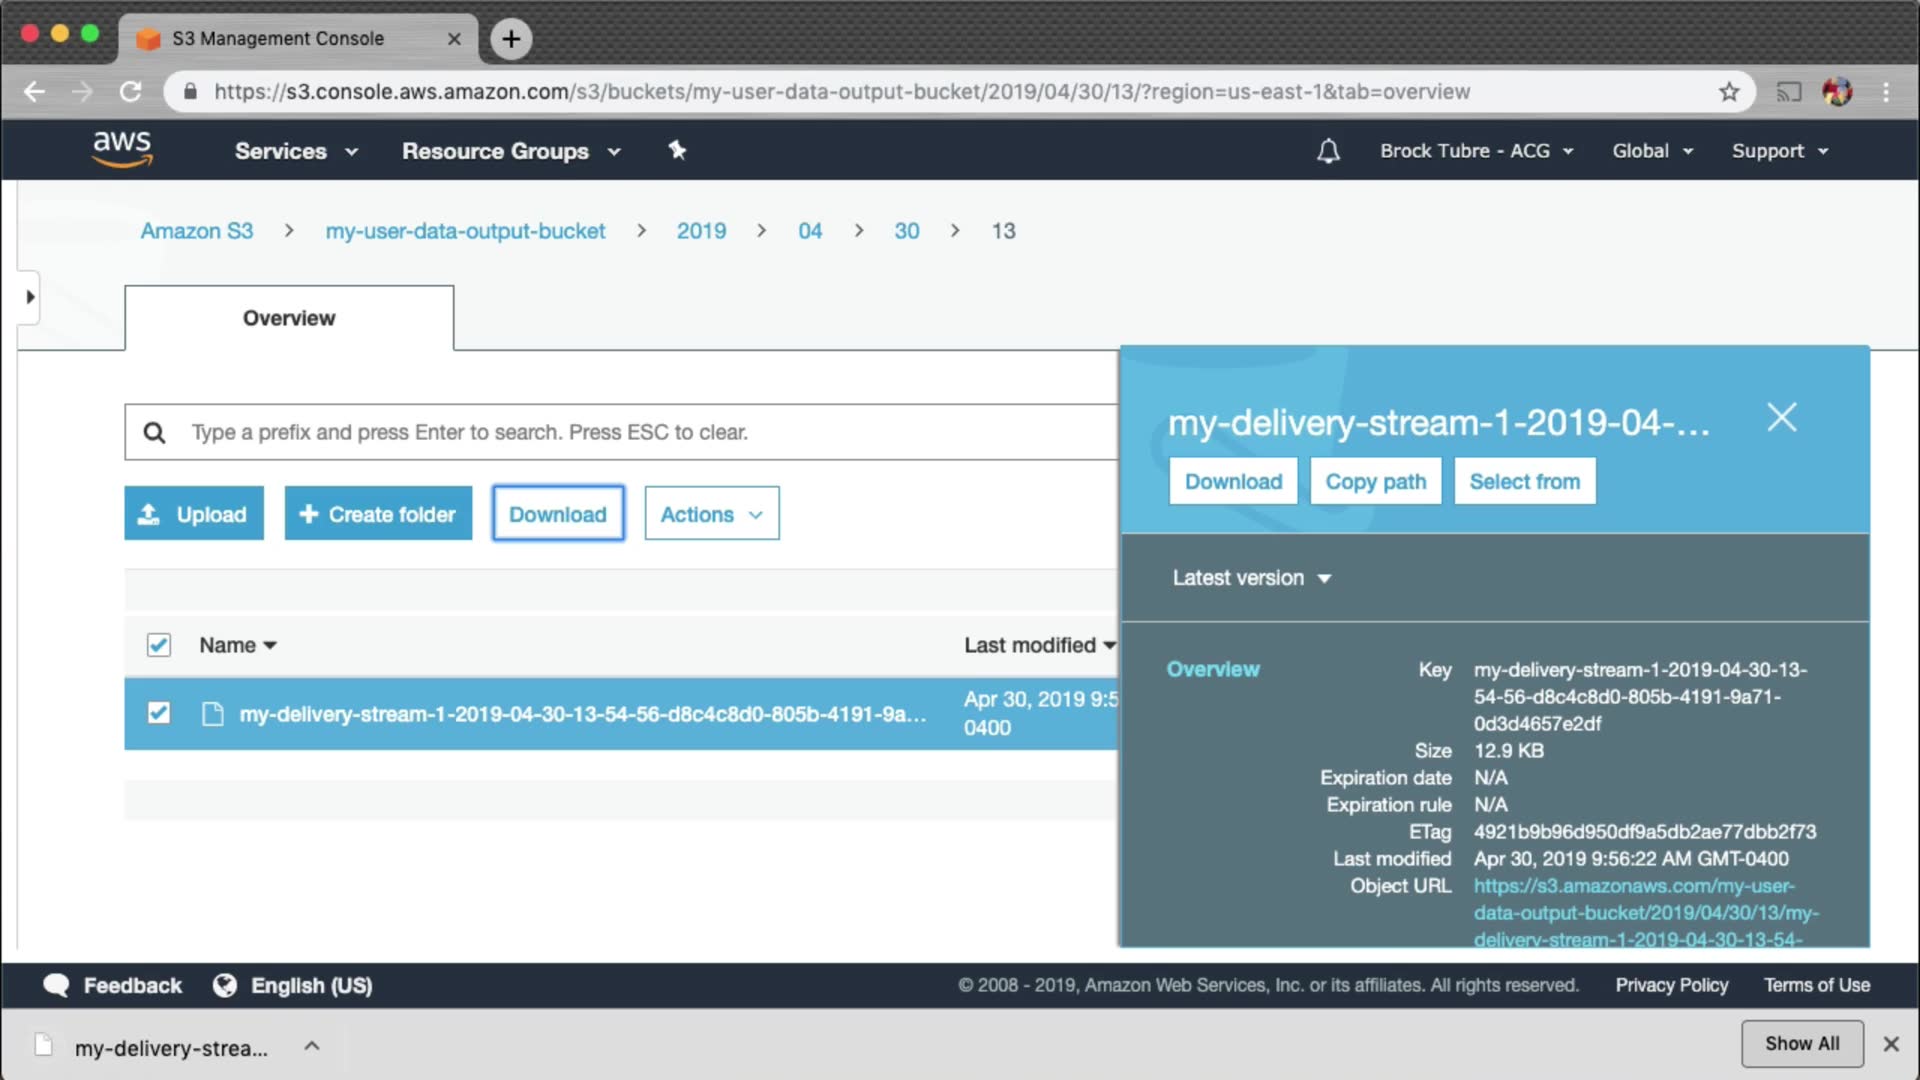 S3 Management Console
https://s3.console.aws.amazon.com/s3/buckets/my-user-data-output-bucket/2019/04/30/13/?region=us-east-1&tab=overview
aws Services Resource Groups Brock Tubre - ACG Global Support
Amazon S3 > my-user-data-output-bucket > 2019 > 04 > 30 > 13
Overview
Type a prefix and press Enter to search. Press ESC to clear.
Upload + Create folder Download Actions
Name Last modified
my-delivery-stream-1-2019-04-30-13-54-56-d8c4c8d0-805b-4191-9a...
Apr 30, 2019 9:5
0400
my-delivery-stream-1-2019-04-...
Download Copy path Select from
Latest version
Overview
Key my-delivery-stream-1-2019-04-30-13-
54-56-d8c4c8d0-805b-4191-9a71-
0d3d4657e2df
Size 12.9 KB
Expiration date N/A
Expiration rule N/A
ETag 4921b9b96d950df9a5db2ae77dbb2f73
Last modified Apr 30, 2019 9:56:22 AM GMT-0400
Object URL https://s3.amazonaws.com/my-user-
data-output-bucket/2019/04/30/13/my-
delivery-stream-1-2019-04-30-13-54-
Feedback English (US) © 2008 - 2019, Amazon Web Services, Inc. or its affiliates. All rights reserved. Privacy Policy Terms of Use
my-delivery-strea... Show All